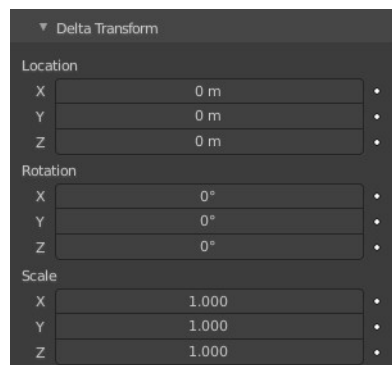 Delta Transform
Location
X 0 m
Y 0 m
Z 0 m
Rotation
X 0°
Y 0°
Z 0°
Scale
X 1.000
Y 1.000
Z 1.000